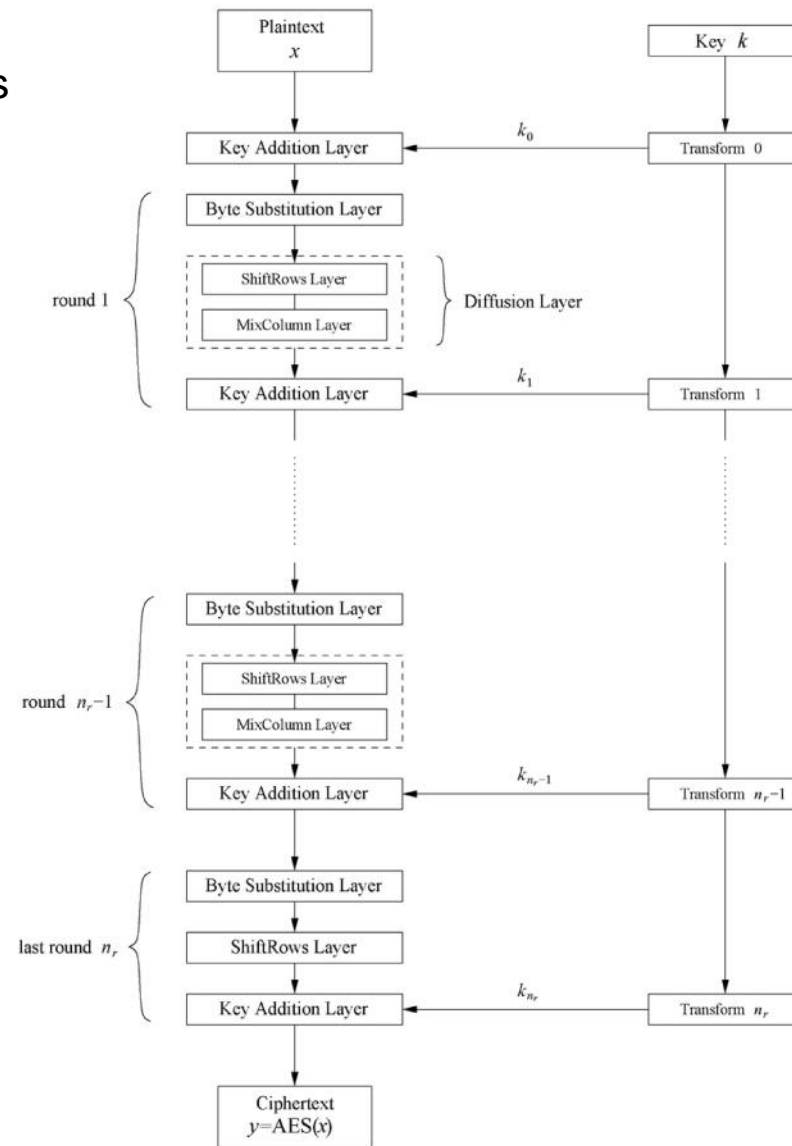 Plaintext
x
Key k
s
k₀
Key Addition Layer
Transform 0
Byte Substitution Layer
ShiftRows Layer
round 1
Diffusion Layer
MixColumn Layer
k₁
Key Addition Layer
Transform 1
Byte Substitution Layer
ShiftRows Layer
round nᵣ−1
MixColumn Layer
kₙᵣ₋₁
Key Addition Layer
Transform nᵣ−1
Byte Substitution Layer
last round nᵣ
ShiftRows Layer
kₙᵣ
Key Addition Layer
Transform nᵣ
Ciphertext
y=AES(x)